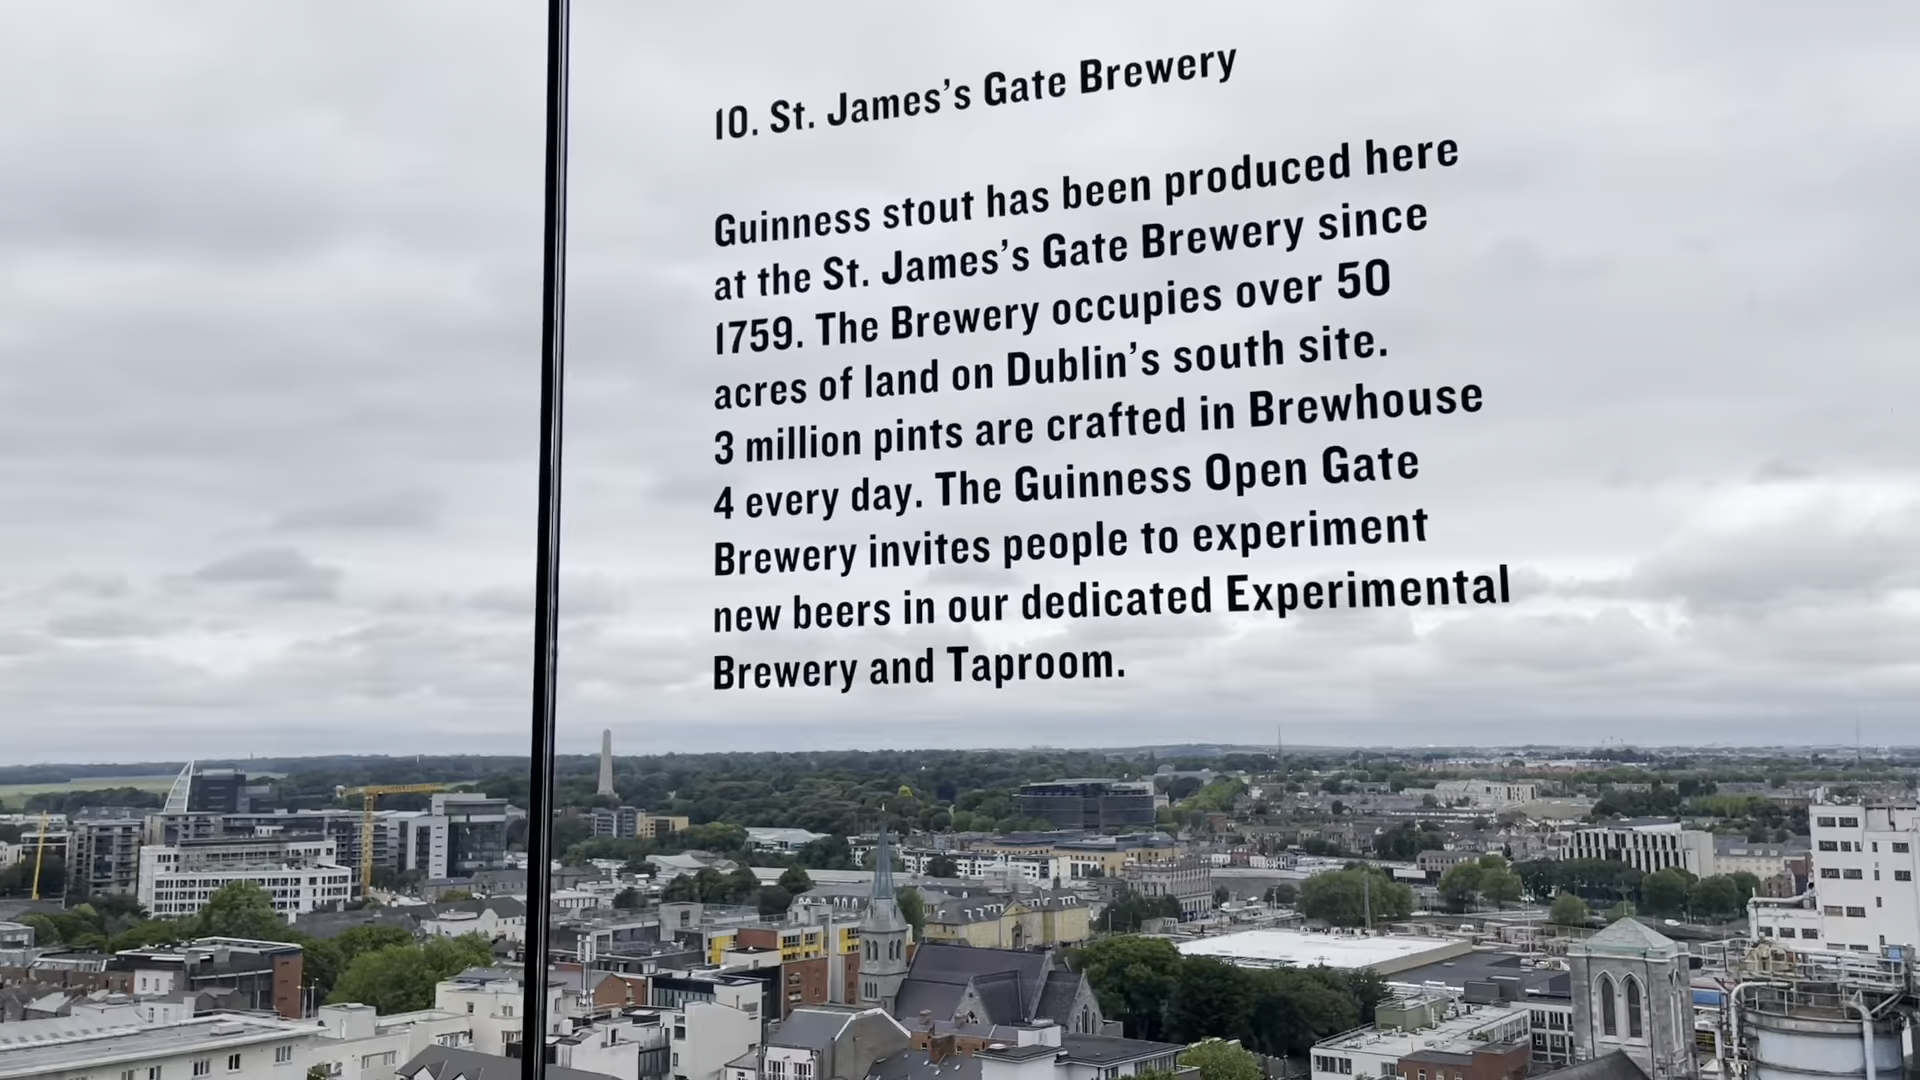 10. St. James’s Gate Brewery
Guinness stout has been produced here
at the St. James’s Gate Brewery since
1759. The Brewery occupies over 50
acres of land on Dublin’s south site.
3 million pints are crafted in Brewhouse
4 every day. The Guinness Open Gate
Brewery invites people to experiment
new beers in our dedicated Experimental
Brewery and Taproom.